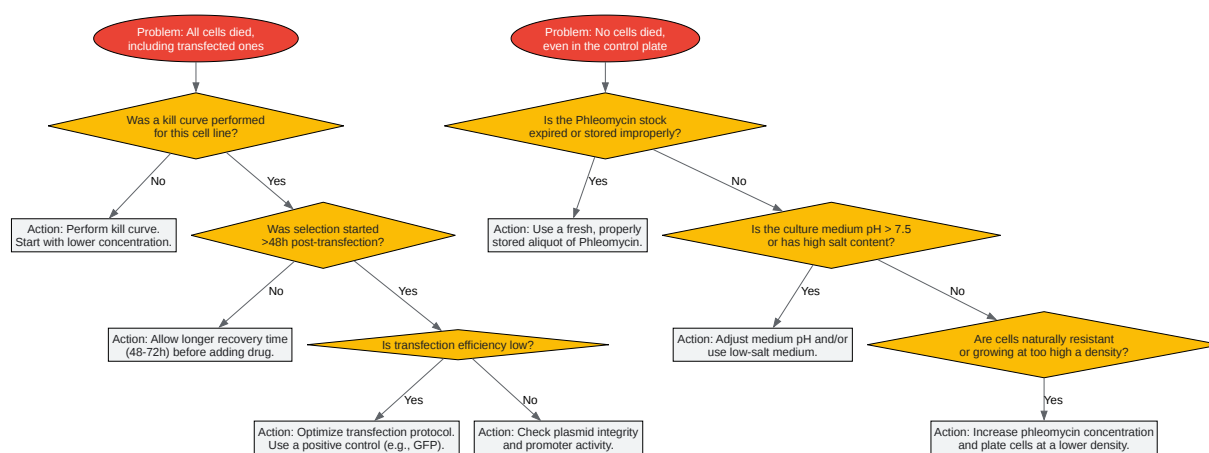 Problem: All cells died,
including transfected ones
Problem: No cells died,
even in the control plate
Was a kill curve performed
for this cell line?
Is the Phleomycin stock
expired or stored improperly?
No
Yes
Yes
No
Action: Perform kill curve.
Start with lower concentration.
Was selection started
>48h post-transfection?
Action: Use a fresh, properly
stored aliquot of Phleomycin.
Is the culture medium pH > 7.5
or has high salt content?
No
Yes
Yes
No
Action: Allow longer recovery time
(48-72h) before adding drug.
Is transfection efficiency low?
Action: Adjust medium pH and/or
use low-salt medium.
Are cells naturally resistant
or growing at too high a density?
Yes
No
Yes
Action: Optimize transfection protocol.
Use a positive control (e.g., GFP).
Action: Check plasmid integrity
and promoter activity.
Action: Increase phleomycin concentration
and plate cells at a lower density.